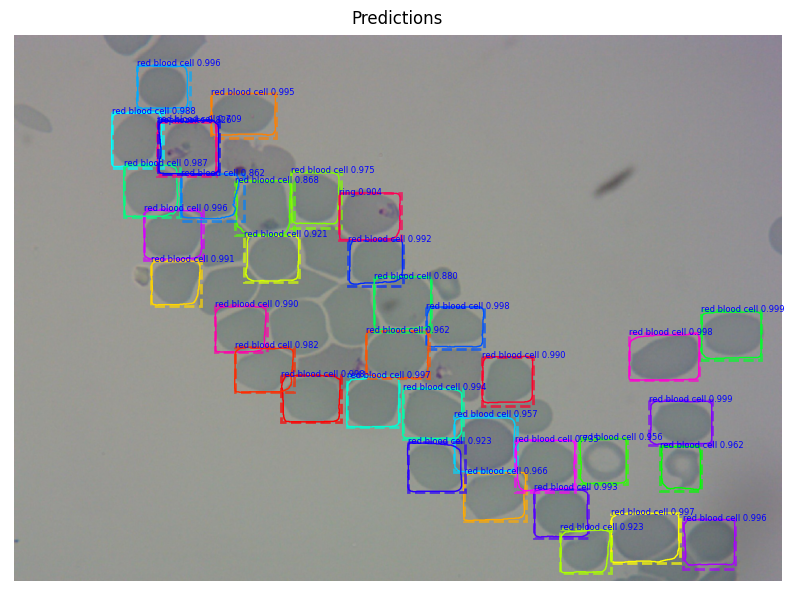 Predictions
red blood cell 0.996
red blood cell 0.995
red blood cell 0.988
red blood cell 0.987
red blood cell 0.862
red blood cell 0.868
red blood cell 0.975
ring 0.904
red blood cell 0.996
red blood cell 0.921
red blood cell 0.992
red blood cell 0.991
red blood cell 0.880
red blood cell 0.990
red blood cell 0.998
red blood cell 0.999
red blood cell 0.962
red blood cell 0.998
red blood cell 0.982
red blood cell 0.990
red blood cell
red blood cell 0.997
red blood cell 0.994
red blood cell 0.999
red blood cell 0.957
red blood cell 0.923
red blood cell
0.956
red blood cell 0.962
red blood cell 0.966
red blood cell 0.993
red blood cell 0.997
red blood cell 0.996
red blood cell 0.923